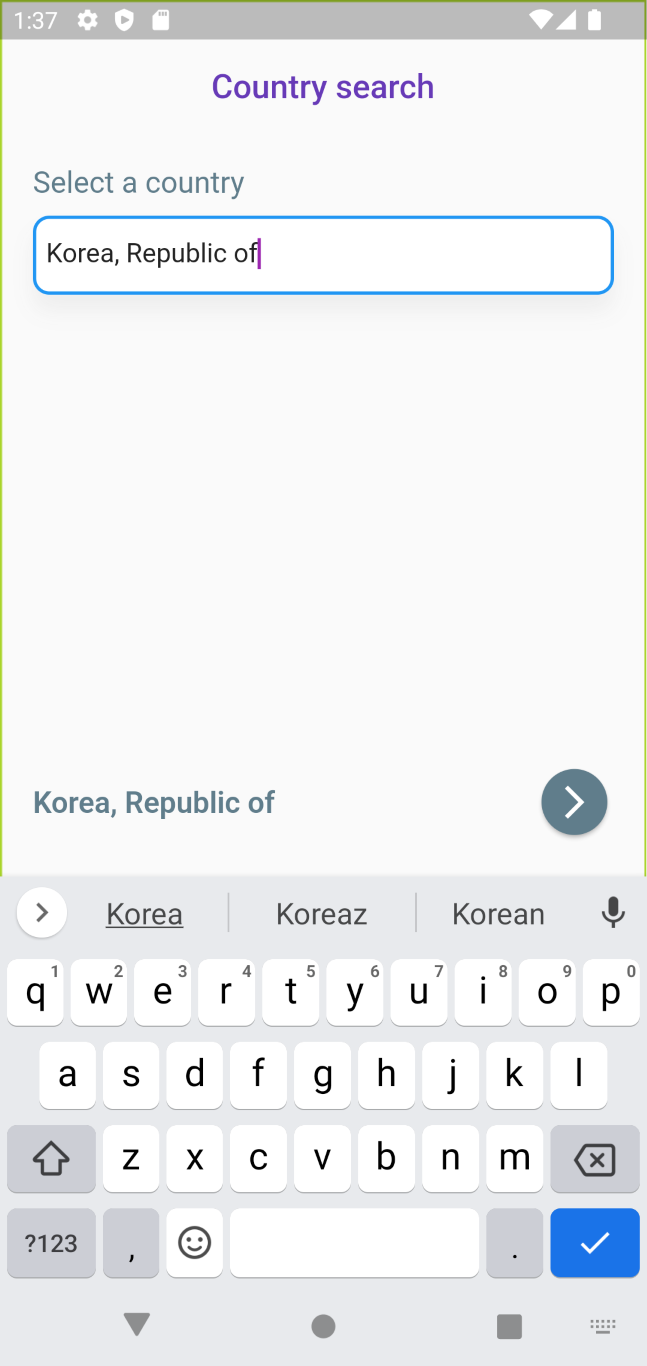 1:37
Country search
Select a country
Korea, Republic of
Korea, Republic of
Korea Koreaz Korean
1 2 3 4 5 6 7 8 9 0
q w e r t y u i o p
a s d f g h j k l
z x c v b n m
?123 , .